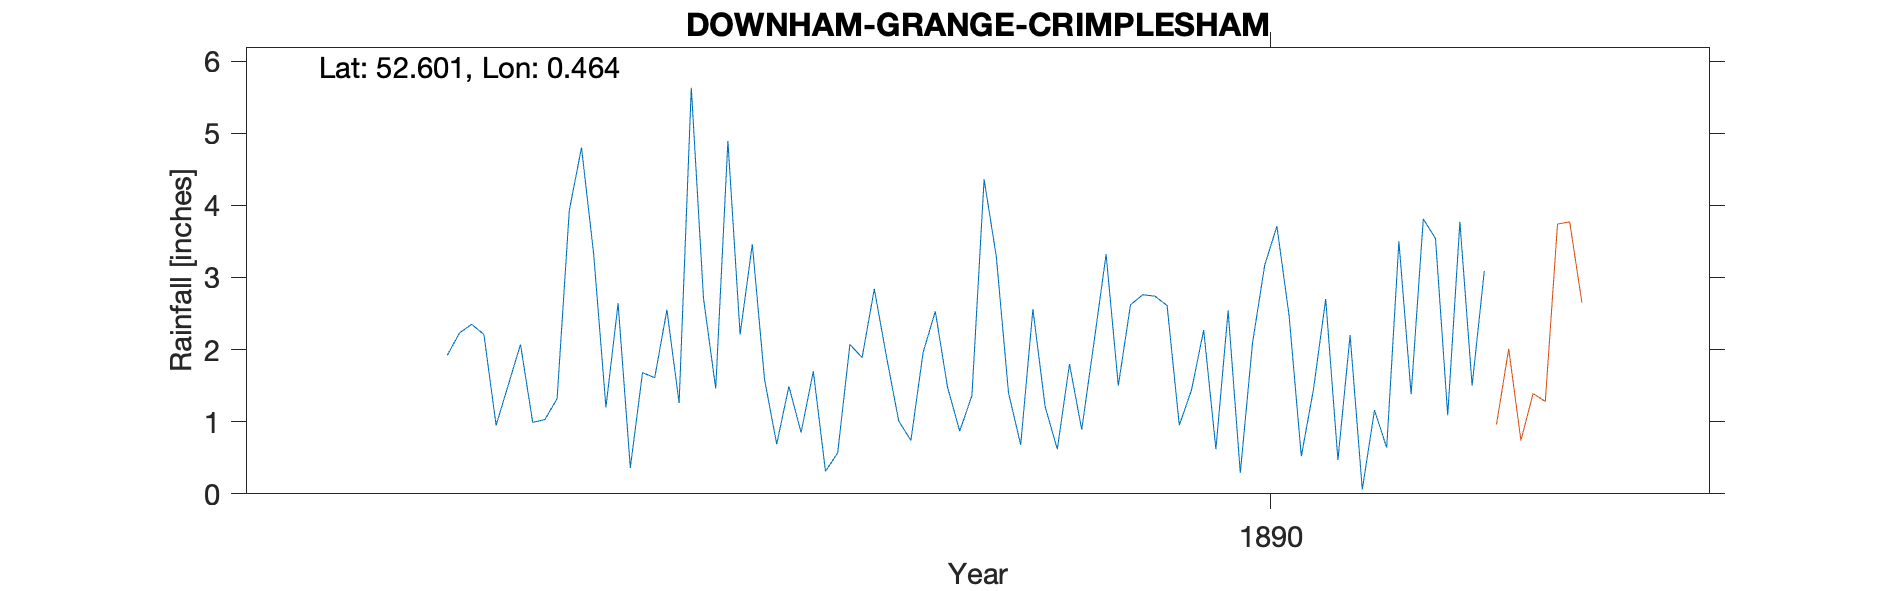 DOWNHAM-GRANGE-CRIMPLESHAM
Lat: 52.601, Lon: 0.464
6
5
4
3
2
1
0
Rainfall [inches]
1890
Year